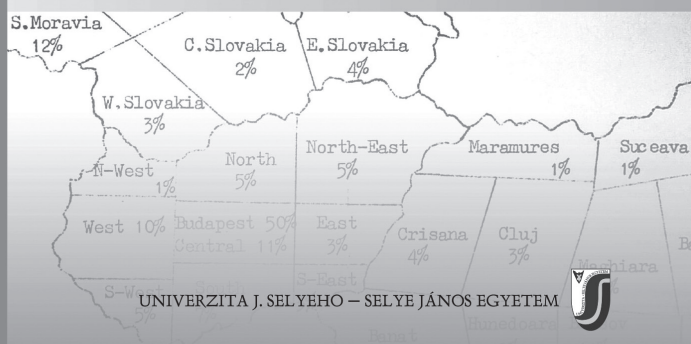 S.Moravia
12%
C.Slovakia
2%
E.Slovakia
4%
W.Slovakia
3%
N-West
1%
North
5%
North-East
5%
Maramures
1%
Suceava
1%
West 10%
Budapest 50%
Central 11%
East
3%
Crisana
4%
Cluj
3%
S-West
5%
S-East
UNIVERZITA J. SELYEHO – SELYE JÁNOS EGYETEM
Banat